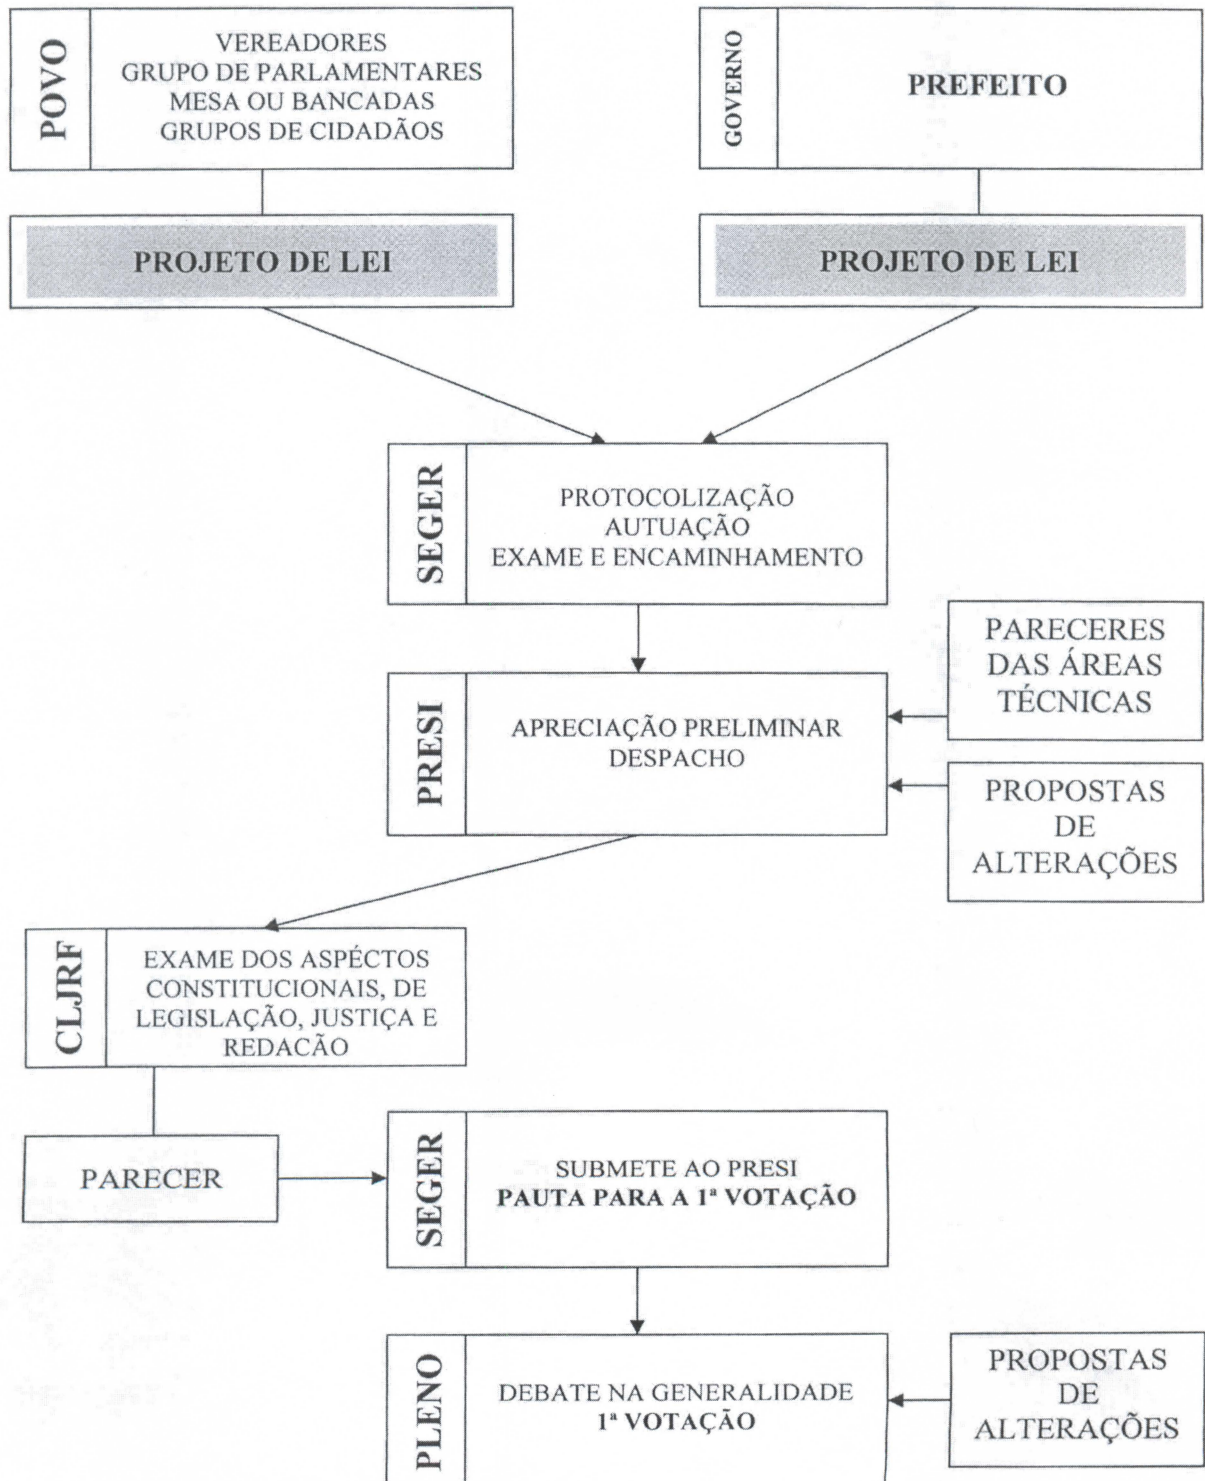 POVO
VEREADORES
GRUPO DE PARLAMENTARES
MESA OU BANCADAS
GRUPOS DE CIDADÃOS
GOVERNO
PREFEITO
PROJETO DE LEI
PROJETO DE LEI
SEGER
PROTOCOLIZAÇÃO
AUTUAÇÃO
EXAME E ENCAMINHAMENTO
PRESI
APRECIAÇÃO PRELIMINAR
DESPACHO
PARECERES
DAS ÁREAS
TÉCNICAS
PROPOSTAS
DE
ALTERAÇÕES
CLJRF
EXAME DOS ASPÉCTOS
CONSTITUCIONAIS, DE
LEGISLAÇÃO, JUSTIÇA E
REDACÃO
PARECER
SEGER
SUBMETE AO PRESI
PAUTA PARA A 1ª VOTAÇÃO
PLENO
DEBATE NA GENERALIDADE
1ª VOTAÇÃO
PROPOSTAS
DE
ALTERAÇÕES